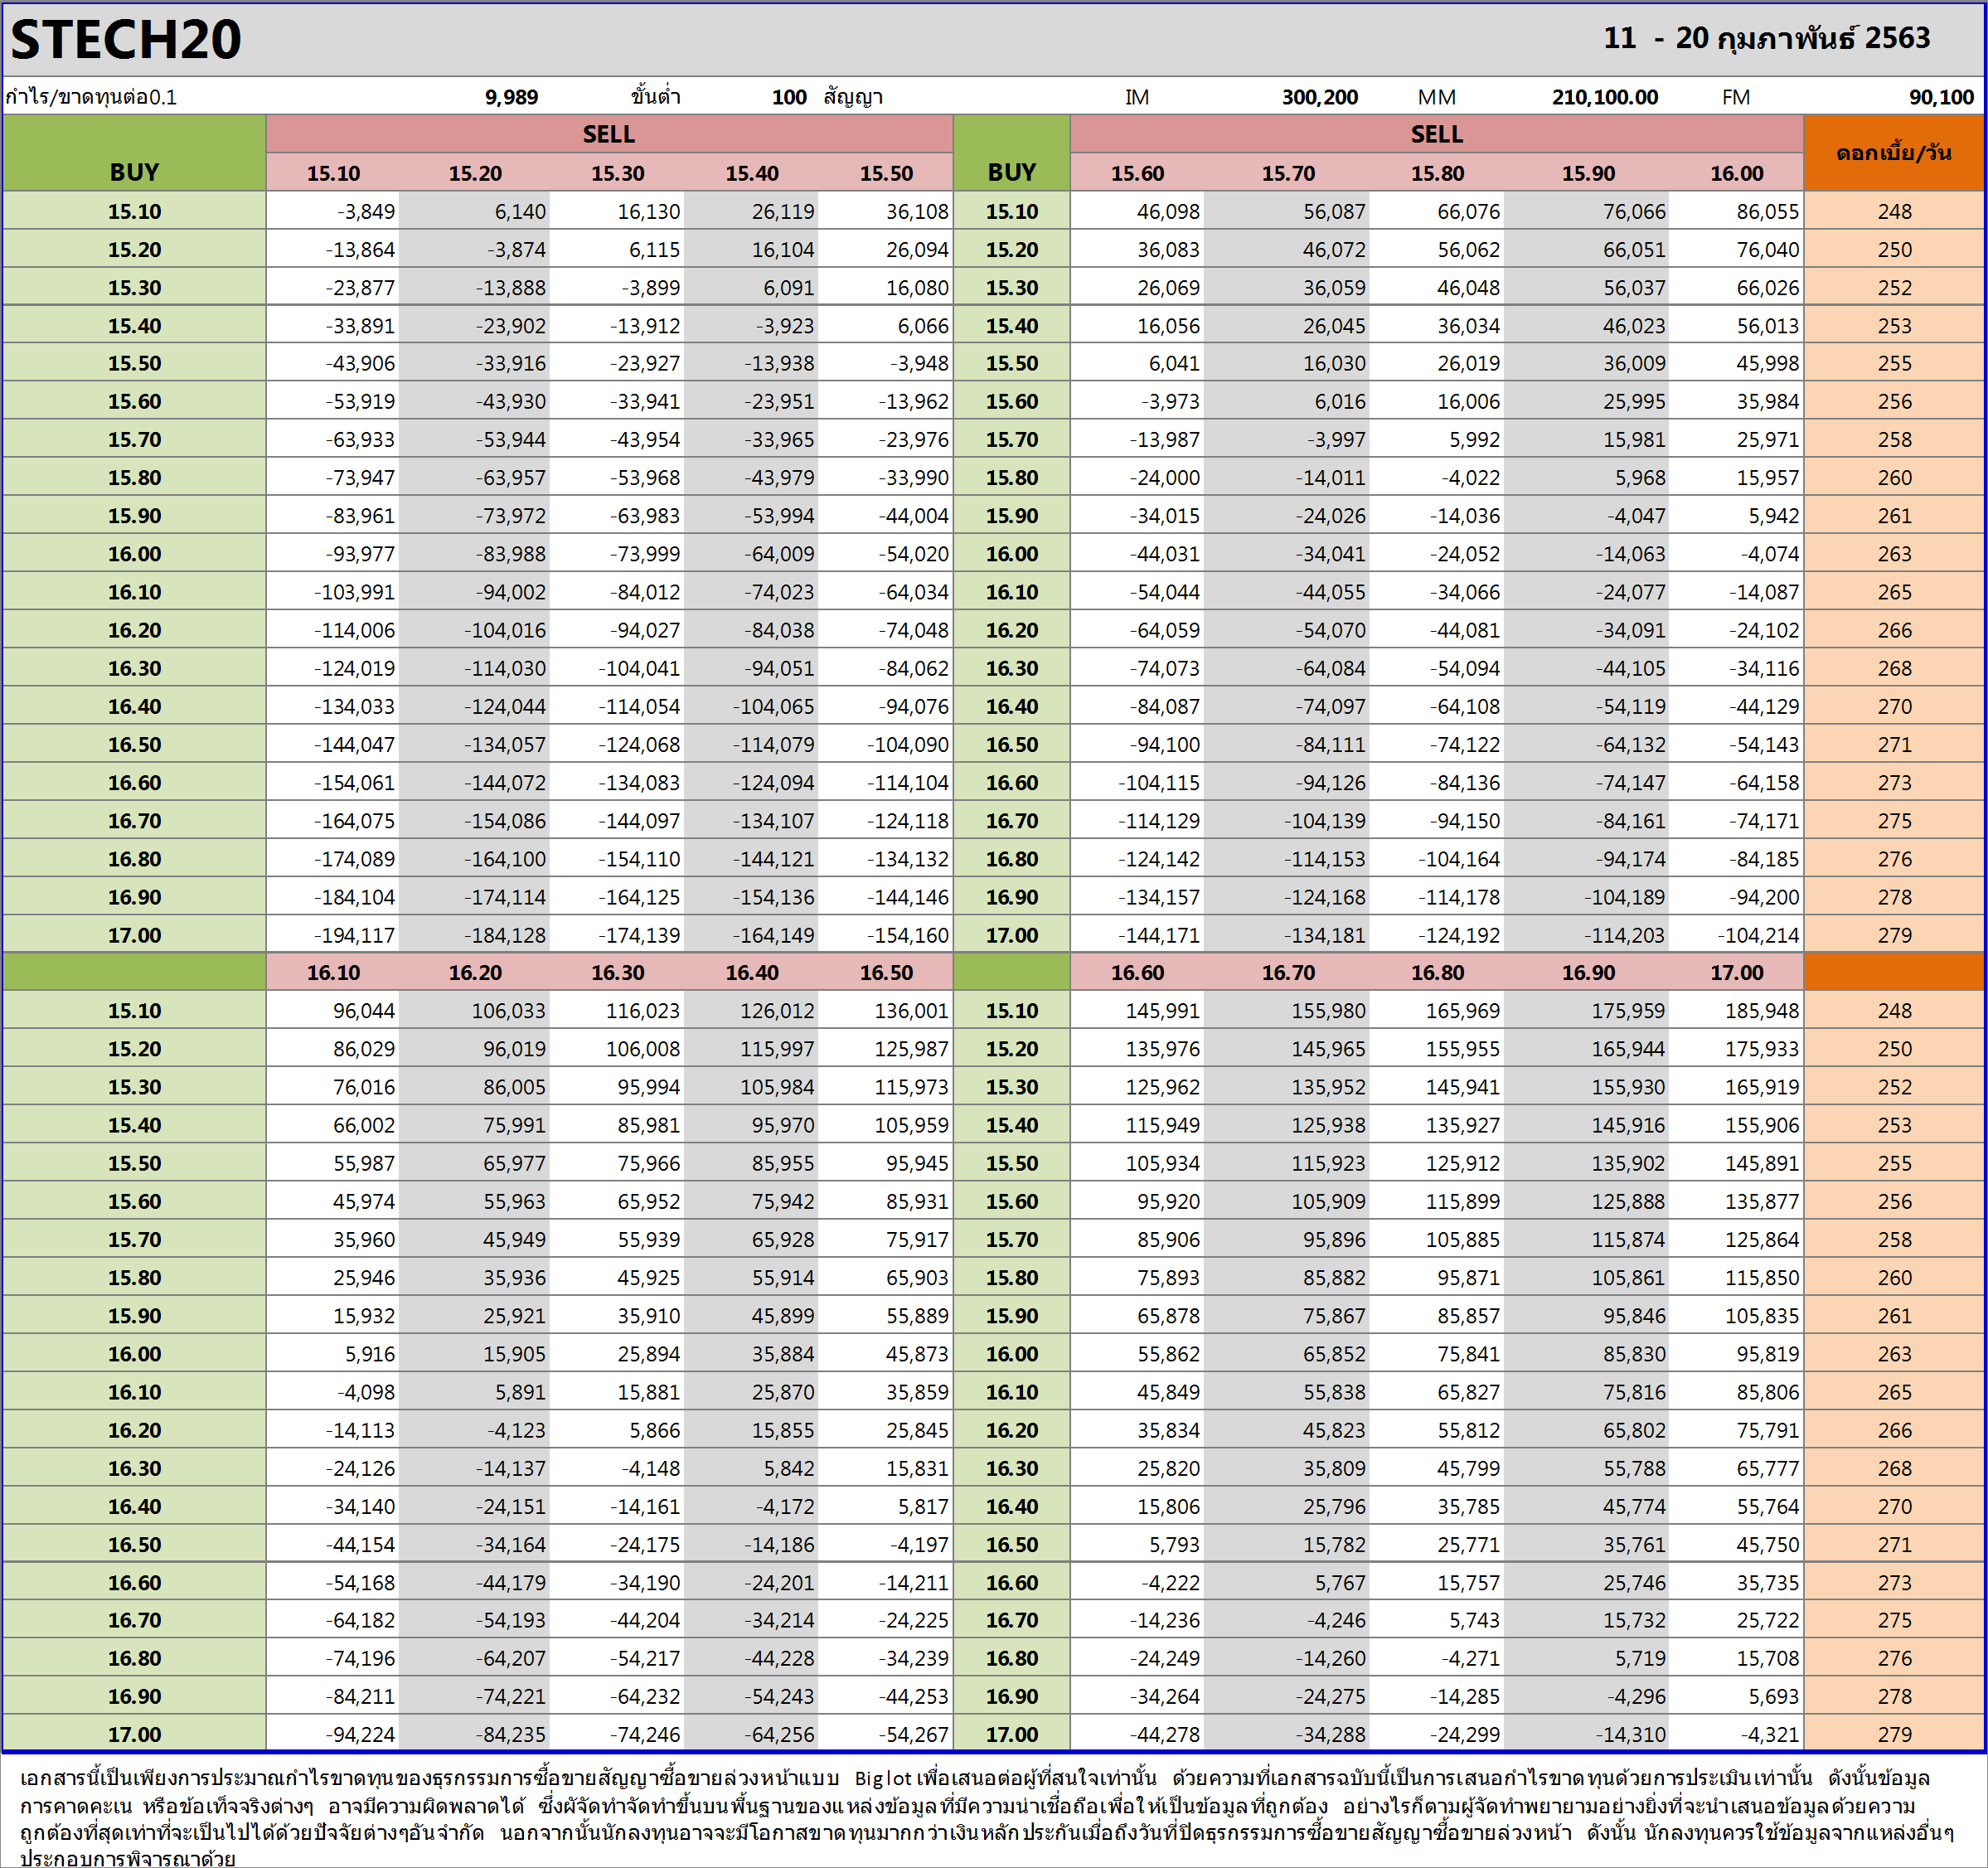 STECH20 11 - 20 กุมภาพันธ์ 2563
กำไร/ขาดทุนต่อ0.1 9,989 ขั้นต่ำ 100 สัญญา IM 300,200 MM 210,100.00 FM 90,100
SELL SELL
BUY 15.10 15.20 15.30 15.40 15.50 BUY 15.60 15.70 15.80 15.90 16.00 ดอกเบี้ย/วัน
15.10 -3,849 6,140 16,130 26,119 36,108 15.10 46,098 56,087 66,076 76,066 86,055 248
15.20 -13,864 -3,874 6,115 16,104 26,094 15.20 36,083 46,072 56,062 66,051 76,040 250
15.30 -23,877 -13,888 -3,899 6,091 16,080 15.30 26,069 36,059 46,048 56,037 66,026 252
15.40 -33,891 -23,902 -13,912 -3,923 6,066 15.40 16,056 26,045 36,034 46,023 56,013 253
15.50 -43,906 -33,916 -23,927 -13,938 -3,948 15.50 6,041 16,030 26,019 36,009 45,998 255
15.60 -53,919 -43,930 -33,941 -23,951 -13,962 15.60 -3,973 6,016 16,006 25,995 35,984 256
15.70 -63,933 -53,944 -43,954 -33,965 -23,976 15.70 -13,987 -3,997 5,992 15,981 25,971 258
15.80 -73,947 -63,957 -53,968 -43,979 -33,990 15.80 -24,000 -14,011 -4,022 5,968 15,957 260
15.90 -83,961 -73,972 -63,983 -53,994 -44,004 15.90 -34,015 -24,026 -14,036 -4,047 5,942 261
16.00 -93,977 -83,988 -73,999 -64,009 -54,020 16.00 -44,031 -34,041 -24,052 -14,063 -4,074 263
16.10 -103,991 -94,002 -84,012 -74,023 -64,034 16.10 -54,044 -44,055 -34,066 -24,077 -14,087 265
16.20 -114,006 -104,016 -94,027 -84,038 -74,048 16.20 -64,059 -54,070 -44,081 -34,091 -24,102 266
16.30 -124,019 -114,030 -104,041 -94,051 -84,062 16.30 -74,073 -64,084 -54,094 -44,105 -34,116 268
16.40 -134,033 -124,044 -114,054 -104,065 -94,076 16.40 -84,087 -74,097 -64,108 -54,119 -44,129 270
16.50 -144,047 -134,057 -124,068 -114,079 -104,090 16.50 -94,100 -84,111 -74,122 -64,132 -54,143 271
16.60 -154,061 -144,072 -134,083 -124,094 -114,104 16.60 -104,115 -94,126 -84,136 -74,147 -64,158 273
16.70 -164,075 -154,086 -144,097 -134,107 -124,118 16.70 -114,129 -104,139 -94,150 -84,161 -74,171 275
16.80 -174,089 -164,100 -154,110 -144,121 -134,132 16.80 -124,142 -114,153 -104,164 -94,174 -84,185 276
16.90 -184,104 -174,114 -164,125 -154,136 -144,146 16.90 -134,157 -124,168 -114,178 -104,189 -94,200 278
17.00 -194,117 -184,128 -174,139 -164,149 -154,160 17.00 -144,171 -134,181 -124,192 -114,203 -104,214 279
16.10 16.20 16.30 16.40 16.50 16.60 16.70 16.80 16.90 17.00
15.10 96,044 106,033 116,023 126,012 136,001 15.10 145,991 155,980 165,969 175,959 185,948 248
15.20 86,029 96,019 106,008 115,997 125,987 15.20 135,976 145,965 155,955 165,944 175,933 250
15.30 76,016 86,005 95,994 105,984 115,973 15.30 125,962 135,952 145,941 155,930 165,919 252
15.40 66,002 75,991 85,981 95,970 105,959 15.40 115,949 125,938 135,927 145,916 155,906 253
15.50 55,987 65,977 75,966 85,955 95,945 15.50 105,934 115,923 125,912 135,902 145,891 255
15.60 45,974 55,963 65,952 75,942 85,931 15.60 95,920 105,909 115,899 125,888 135,877 256
15.70 35,960 45,949 55,939 65,928 75,917 15.70 85,906 95,896 105,885 115,874 125,864 258
15.80 25,946 35,936 45,925 55,914 65,903 15.80 75,893 85,882 95,871 105,861 115,850 260
15.90 15,932 25,921 35,910 45,899 55,889 15.90 65,878 75,867 85,857 95,846 105,835 261
16.00 5,916 15,905 25,894 35,884 45,873 16.00 55,862 65,852 75,841 85,830 95,819 263
16.10 -4,098 5,891 15,881 25,870 35,859 16.10 45,849 55,838 65,827 75,816 85,806 265
16.20 -14,113 -4,123 5,866 15,855 25,845 16.20 35,834 45,823 55,812 65,802 75,791 266
16.30 -24,126 -14,137 -4,148 5,842 15,831 16.30 25,820 35,809 45,799 55,788 65,777 268
16.40 -34,140 -24,151 -14,161 -4,172 5,817 16.40 15,806 25,796 35,785 45,774 55,764 270
16.50 -44,154 -34,164 -24,175 -14,186 -4,197 16.50 5,793 15,782 25,771 35,761 45,750 271
16.60 -54,168 -44,179 -34,190 -24,201 -14,211 16.60 -4,222 5,767 15,757 25,746 35,735 273
16.70 -64,182 -54,193 -44,204 -34,214 -24,225 16.70 -14,236 -4,246 5,743 15,732 25,722 275
16.80 -74,196 -64,207 -54,217 -44,228 -34,239 16.80 -24,249 -14,260 -4,271 5,719 15,708 276
16.90 -84,211 -74,221 -64,232 -54,243 -44,253 16.90 -34,264 -24,275 -14,285 -4,296 5,693 278
17.00 -94,224 -84,235 -74,246 -64,256 -54,267 17.00 -44,278 -34,288 -24,299 -14,310 -4,321 279
เอกสารนี้เป็นเพียงการประมาณกำไรขาดทุนของธุรกรรมการซื้อขายสัญญาซื้อขายล่วงหน้าแบบ Biglot เพื่อเสนอต่อผู้ที่สนใจเท่านั้น ด้วยความที่เอกสารฉบับนี้เป็นการเสนอกำไรขาดทุนด้วยการประเมินเท่านั้น ดังนั้นข้อมูล
การคาดคะเน หรือข้อเท็จจริงต่างๆ อาจมีความผิดพลาดได้ ซึ่งผัจัดทำจัดทำขึ้นบนพื้นฐานของแหล่งข้อมูลที่มีความน่าเชื่อถือเพื่อให้เป็นข้อมูลที่ถูกต้อง อย่างไรก็ตามผู้จัดทำพยายามอย่างยิ่งที่จะนำเสนอข้อมูลด้วยความ
ถูกต้องที่สุดเท่าที่จะเป็นไปได้ด้วยปัจจัยต่างๆอันจำกัด นอกจากนั้นนักลงทุนอาจจะมีโอกาสขาดทุนมากกว่าเงินหลักประกันเมื่อถึงวันที่ปิดธุรกรรมการซื้อขายสัญญาซื้อขายล่วงหน้า ดังนั้น นักลงทุนควรใช้ข้อมูลจากแหล่งอื่นๆ
ประกอบการพิจารณาด้วย